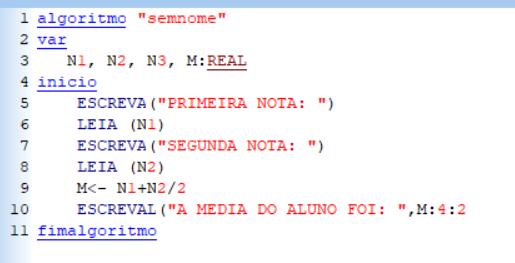 1 algoritmo "semnome"
2 var
3 N1, N2, N3, M:REAL
4 inicio
5 ESCREVA("PRIMEIRA NOTA: ")
6 LEIA (N1)
7 ESCREVA("SEGUNDA NOTA: ")
8 LEIA (N2)
9 M<- N1+N2/2
10 ESCREVAL("A MEDIA DO ALUNO FOI: ",M:4:2
11 fimalgoritmo